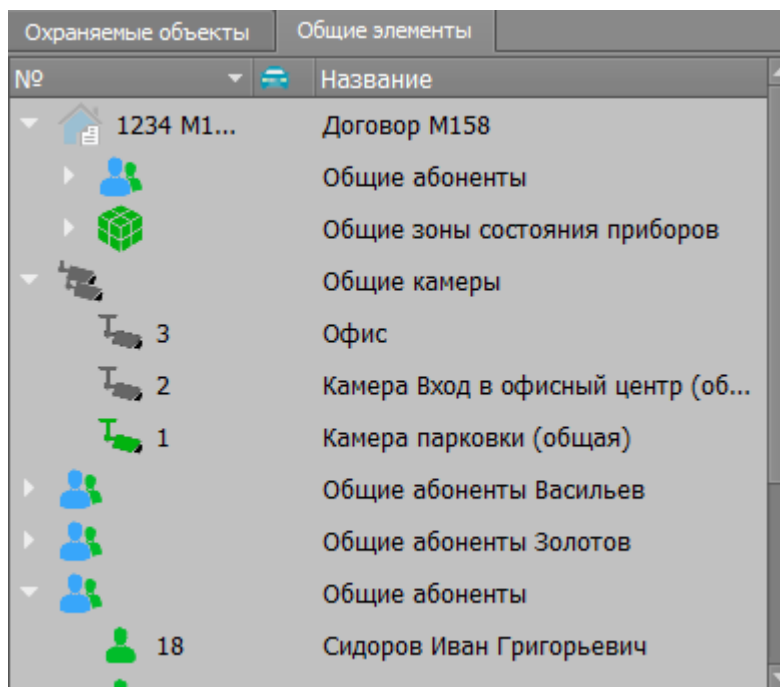 Охраняемые объекты Общие элементы
№ Название
1234 М1... Договор М158
Общие абоненты
Общие зоны состояния приборов
Общие камеры
3 Офис
2 Камера Вход в офисный центр (об...
1 Камера парковки (общая)
Общие абоненты Васильев
Общие абоненты Золотов
Общие абоненты
18 Сидоров Иван Григорьевич